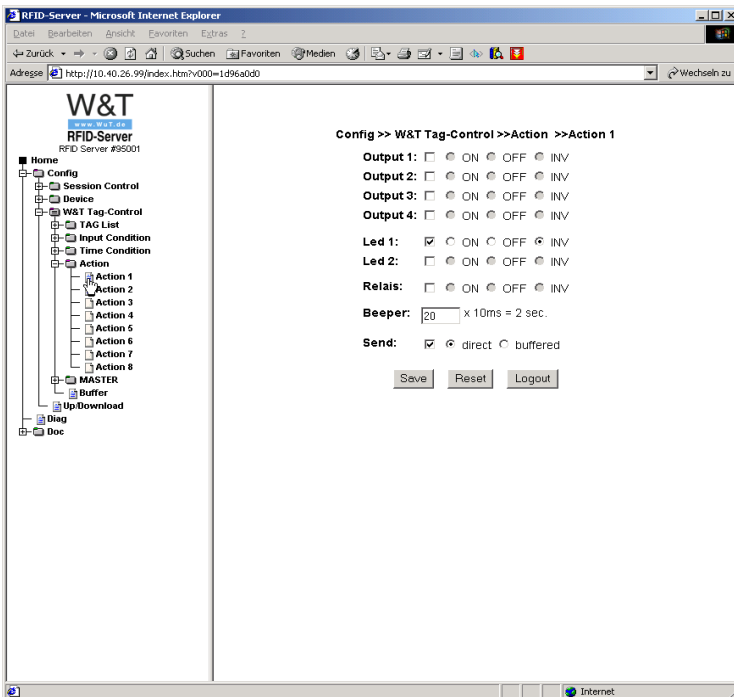 RFID-Server - Microsoft Internet Explorer
Datei Bearbeiten Ansicht Favoriten Extras ?
Zurück Suchen Favoriten Medien
Adresse http://10.40.26.99/index.htm?v000=1d96a0d0 Wechseln zu
W&T
www.WuT.de
RFID-Server
RFID Server #95001
Home
Config
Session Control
Device
W&T Tag-Control
TAG List
Input Condition
Time Condition
Action
Action 1
Action 2
Action 3
Action 4
Action 5
Action 6
Action 7
Action 8
MASTER
Buffer
Up/Download
Diag
Doc
Config >> W&T Tag-Control >>Action >>Action 1
Output 1: ON OFF INV
Output 2: ON OFF INV
Output 3: ON OFF INV
Output 4: ON OFF INV
Led 1: ON OFF INV
Led 2: ON OFF INV
Relais: ON OFF INV
Beeper: 20 x 10ms = 2 sec.
Send: direct buffered
Save Reset Logout
Internet